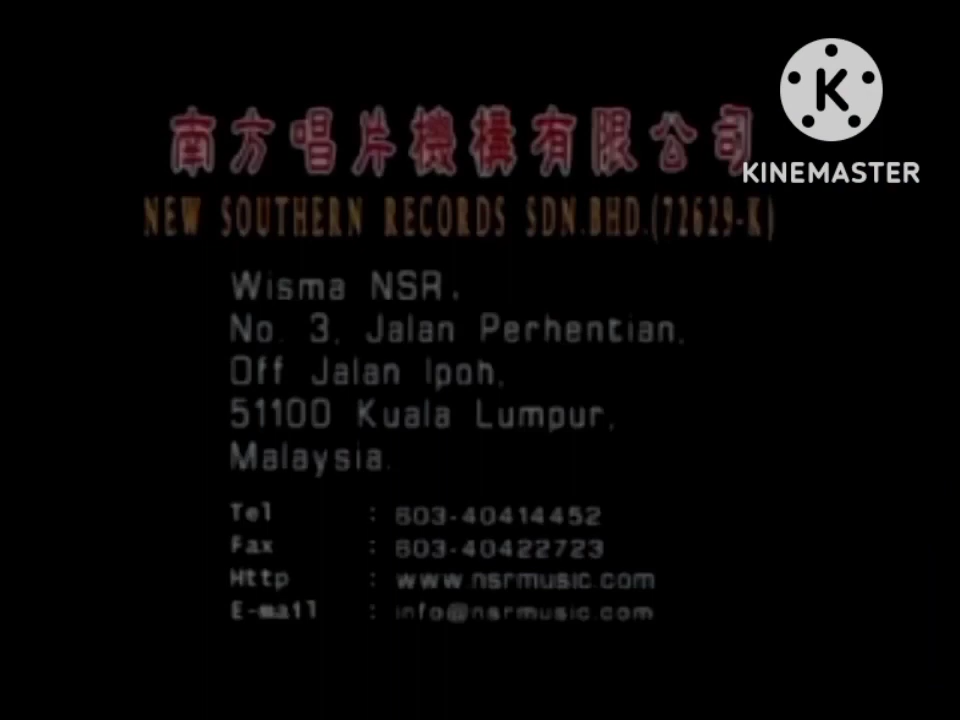 南方唱片機構有限公司
K
KINEMASTER
NEW SOUTHERN RECORDS SDN.BHD.(72629-K)
Wisma NSR,
No. 3, Jalan Perhentian,
Off Jalan Ipoh,
51100 Kuala Lumpur,
Malaysia.
Tel : 603-40414452
Fax : 603-40422723
Http : www.nsrmusic.com
E-mail : info@nsrmusic.com